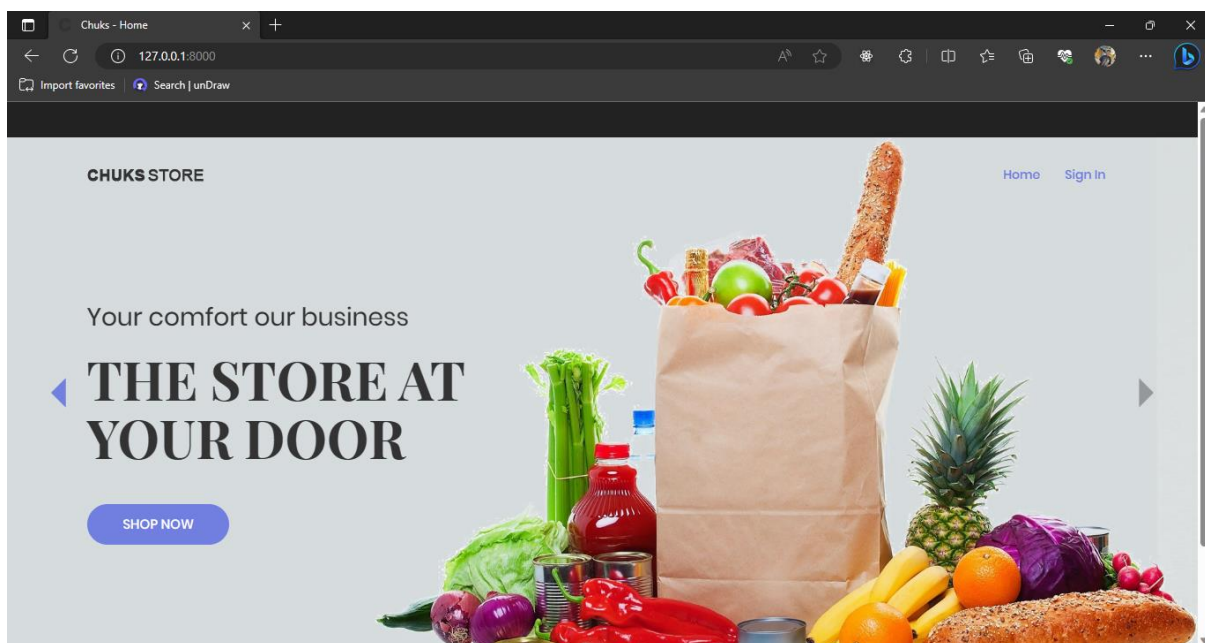 Chuks - Home
127.0.0.1:8000
Import favorites
Search | unDraw
CHUKS STORE
Home
Sign In
Your comfort our business
THE STORE AT
YOUR DOOR
SHOP NOW